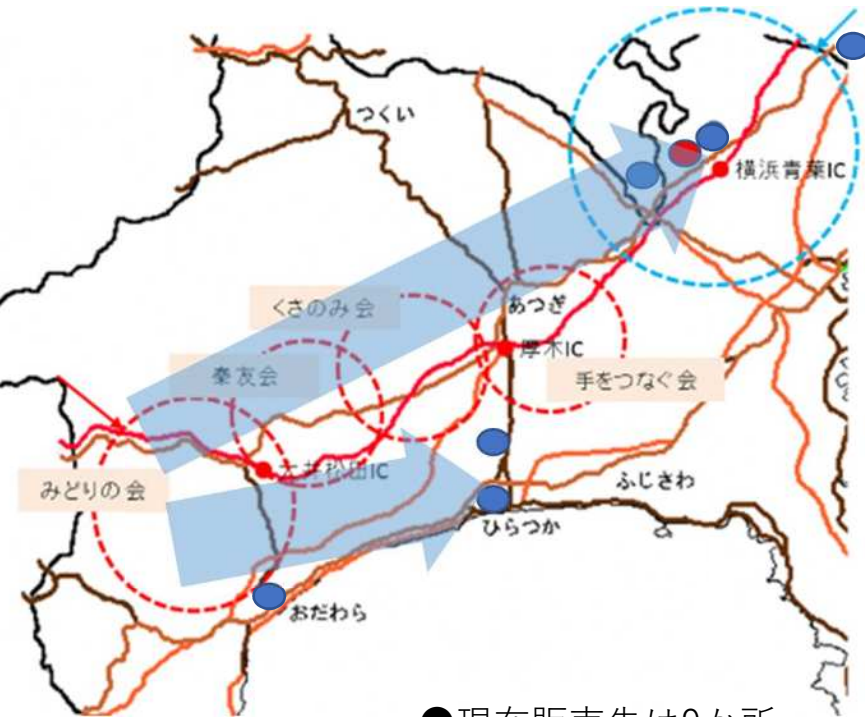 つくい
横浜青葉IC
くさのみ会
あつぎ
厚木IC
秦友会
手をつなぐ会
大井松田IC
みどりの会
ふじさわ
ひらつか
おだわら
●現在販売先は9か所